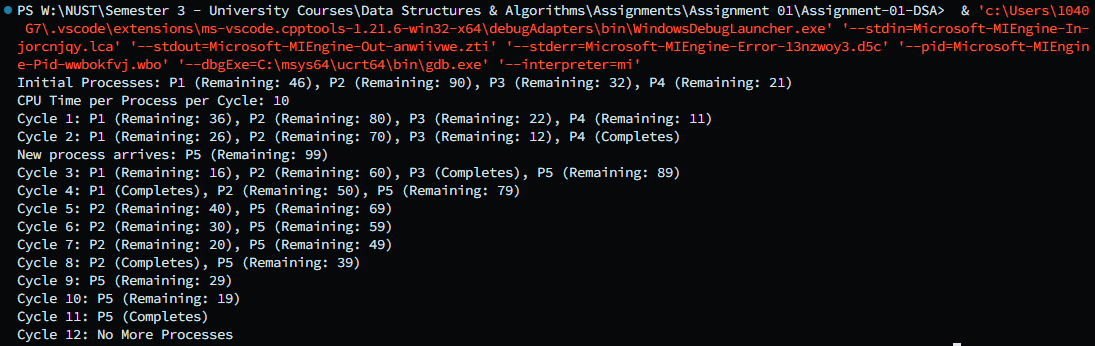 PS W:\NUST\Semester 3 - University Courses\Data Structures & Algorithms\Assignments\Assignment 01\Assignment-01-DSA>  & 'c:\Users\1040
G7\.vscode\extensions\ms-vscode.cpptools-1.21.6-win32-x64\debugAdapters\bin\WindowsDebugLauncher.exe' '--stdin=Microsoft-MIEngine-In-
jorcnjqy.lca' '--stdout=Microsoft-MIEngine-Out-anwiivwe.zti' '--stderr=Microsoft-MIEngine-Error-13nzwoy3.d5c' '--pid=Microsoft-MIEngin
e-Pid-wwbokfvj.wbo' '--dbgExe=C:\msys64\ucrt64\bin\gdb.exe' '--interpreter=mi'
Initial Processes: P1 (Remaining: 46), P2 (Remaining: 90), P3 (Remaining: 32), P4 (Remaining: 21)
CPU Time per Process per Cycle: 10
Cycle 1: P1 (Remaining: 36), P2 (Remaining: 80), P3 (Remaining: 22), P4 (Remaining: 11)
Cycle 2: P1 (Remaining: 26), P2 (Remaining: 70), P3 (Remaining: 12), P4 (Completes)
New process arrives: P5 (Remaining: 99)
Cycle 3: P1 (Remaining: 16), P2 (Remaining: 60), P3 (Completes), P5 (Remaining: 89)
Cycle 4: P1 (Completes), P2 (Remaining: 50), P5 (Remaining: 79)
Cycle 5: P2 (Remaining: 40), P5 (Remaining: 69)
Cycle 6: P2 (Remaining: 30), P5 (Remaining: 59)
Cycle 7: P2 (Remaining: 20), P5 (Remaining: 49)
Cycle 8: P2 (Completes), P5 (Remaining: 39)
Cycle 9: P5 (Remaining: 29)
Cycle 10: P5 (Remaining: 19)
Cycle 11: P5 (Completes)
Cycle 12: No More Processes